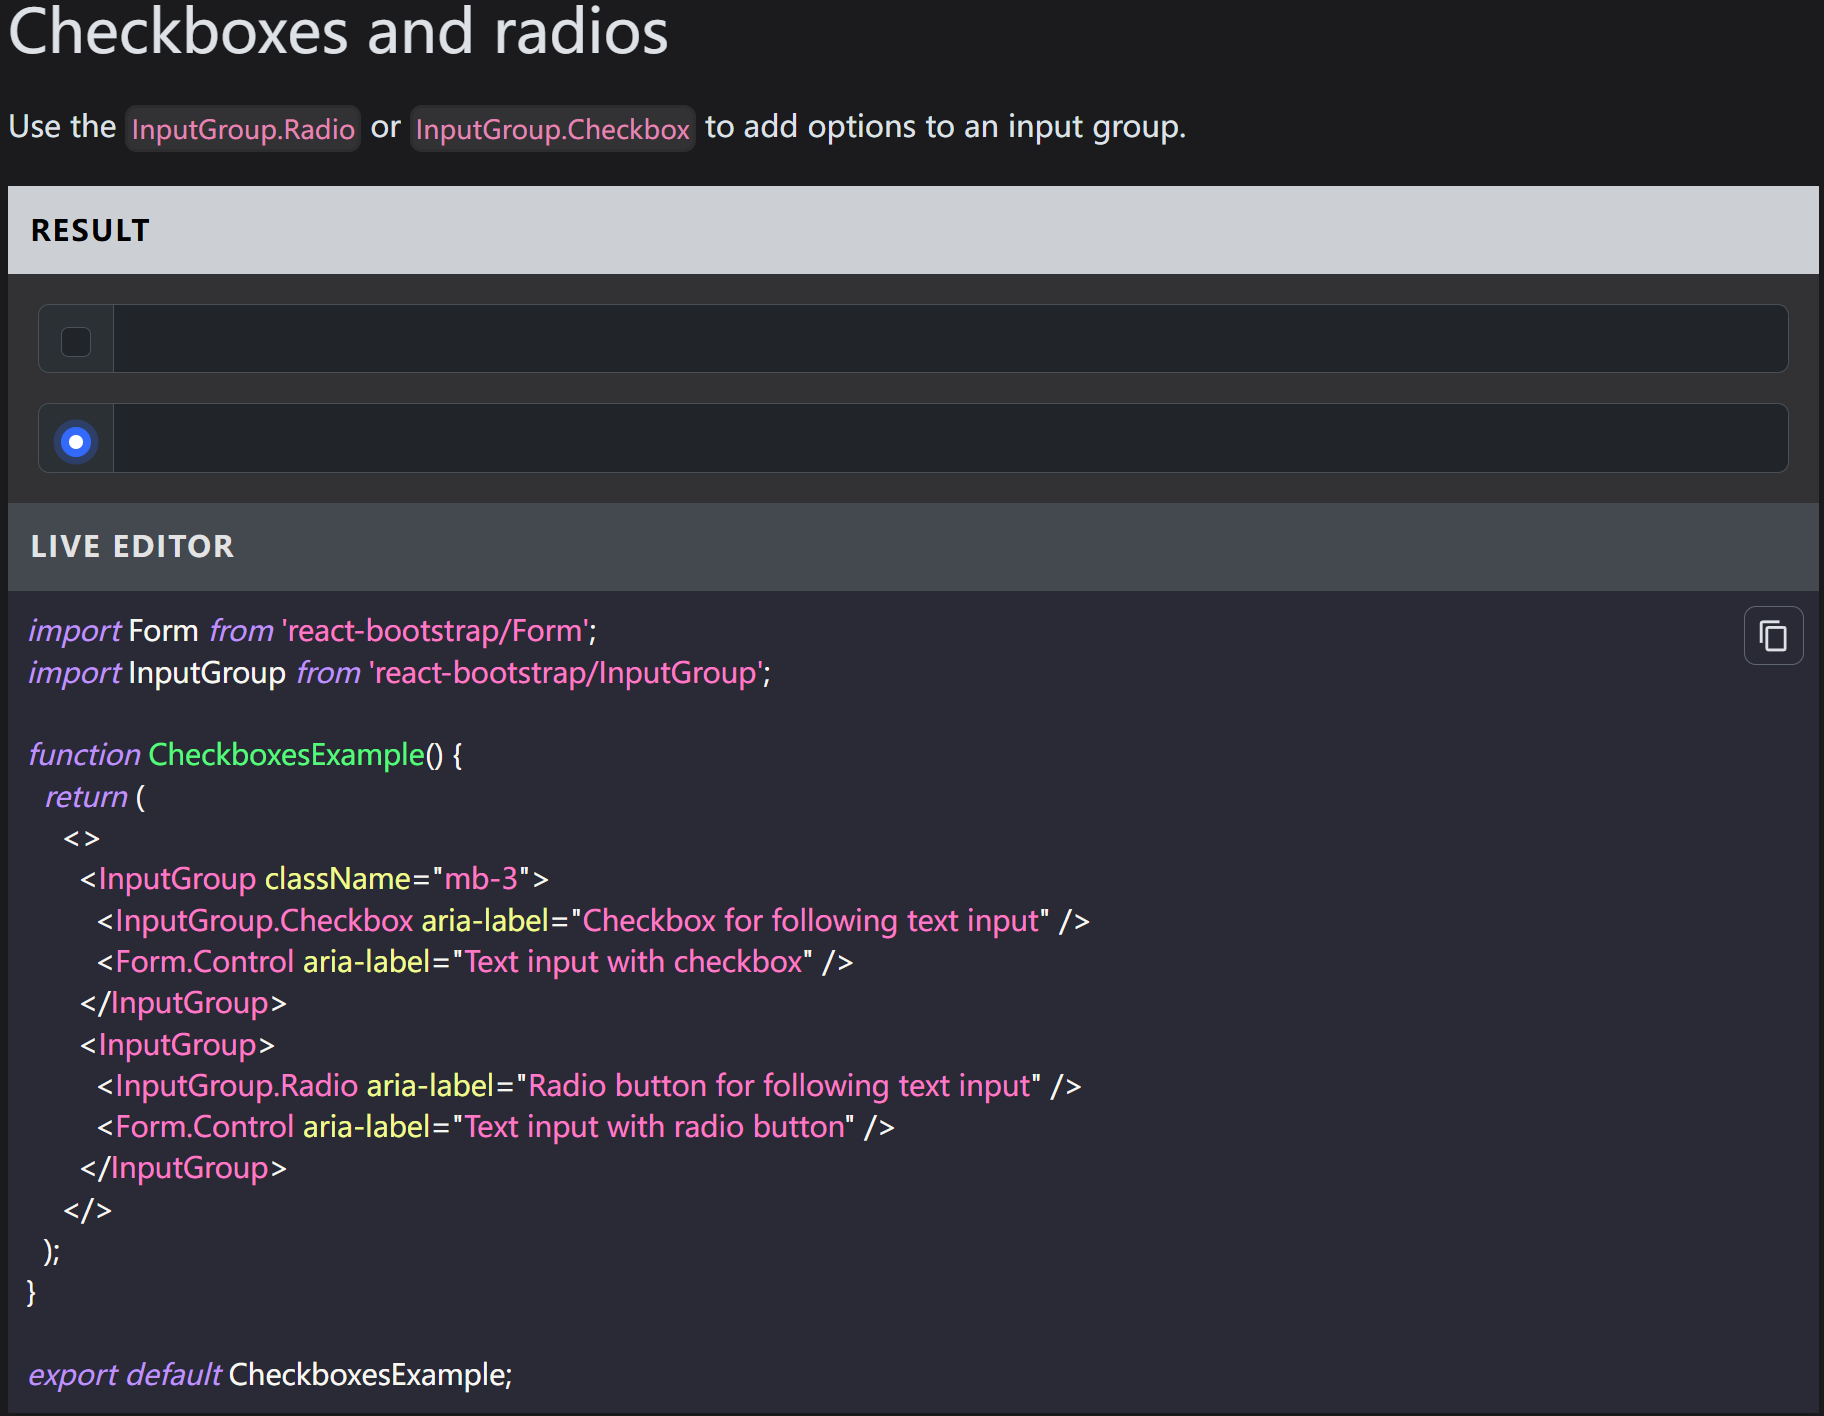 Checkboxes and radios
Use the InputGroup.Radio or InputGroup.Checkbox to add options to an input group.
RESULT
LIVE EDITOR
import Form from 'react-bootstrap/Form';
import InputGroup from 'react-bootstrap/InputGroup';
function CheckboxesExample() {
return (
<>
<InputGroup className="mb-3">
<InputGroup.Checkbox aria-label="Checkbox for following text input" />
<Form.Control aria-label="Text input with checkbox" />
</InputGroup>
<InputGroup>
<InputGroup.Radio aria-label="Radio button for following text input" />
<Form.Control aria-label="Text input with radio button" />
</InputGroup>
</>
);
}
export default CheckboxesExample;